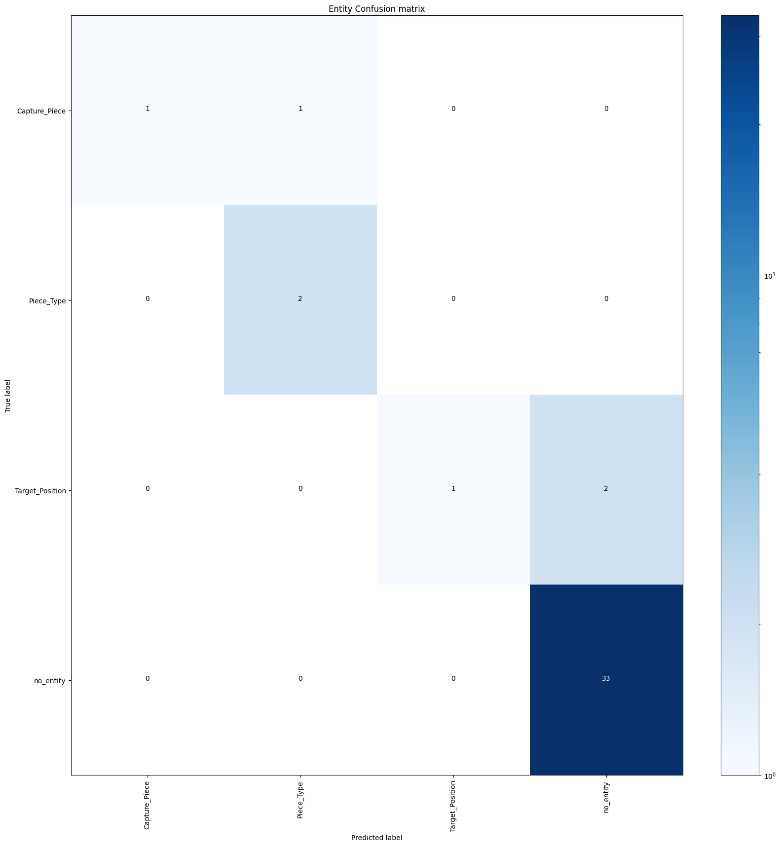 Entity Confusion matrix
True label
Capture_Piece 1 1 0 0
Piece_Type 0 2 0 0
Target_Position 0 0 1 2
no_entity 0 0 0 33
Capture_Piece Piece_Type Target_Position no_entity
Predicted label
10¹
10⁰